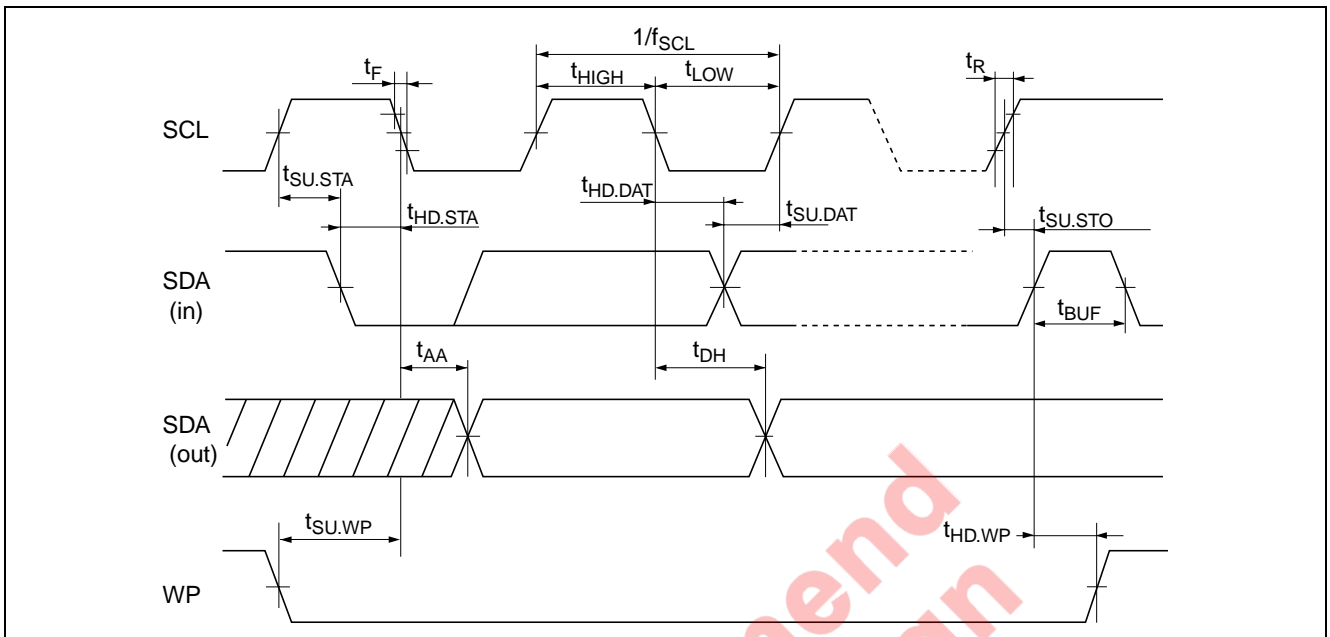 1/fSCL
tF
tHIGH
tLOW
tR
SCL
tSU.STA
tHD.STA
tHD.DAT
tSU.DAT
tSU.STO
SDA
(in)
tBUF
tAA
tDH
SDA
(out)
tSU.WP
tHD.WP
WP